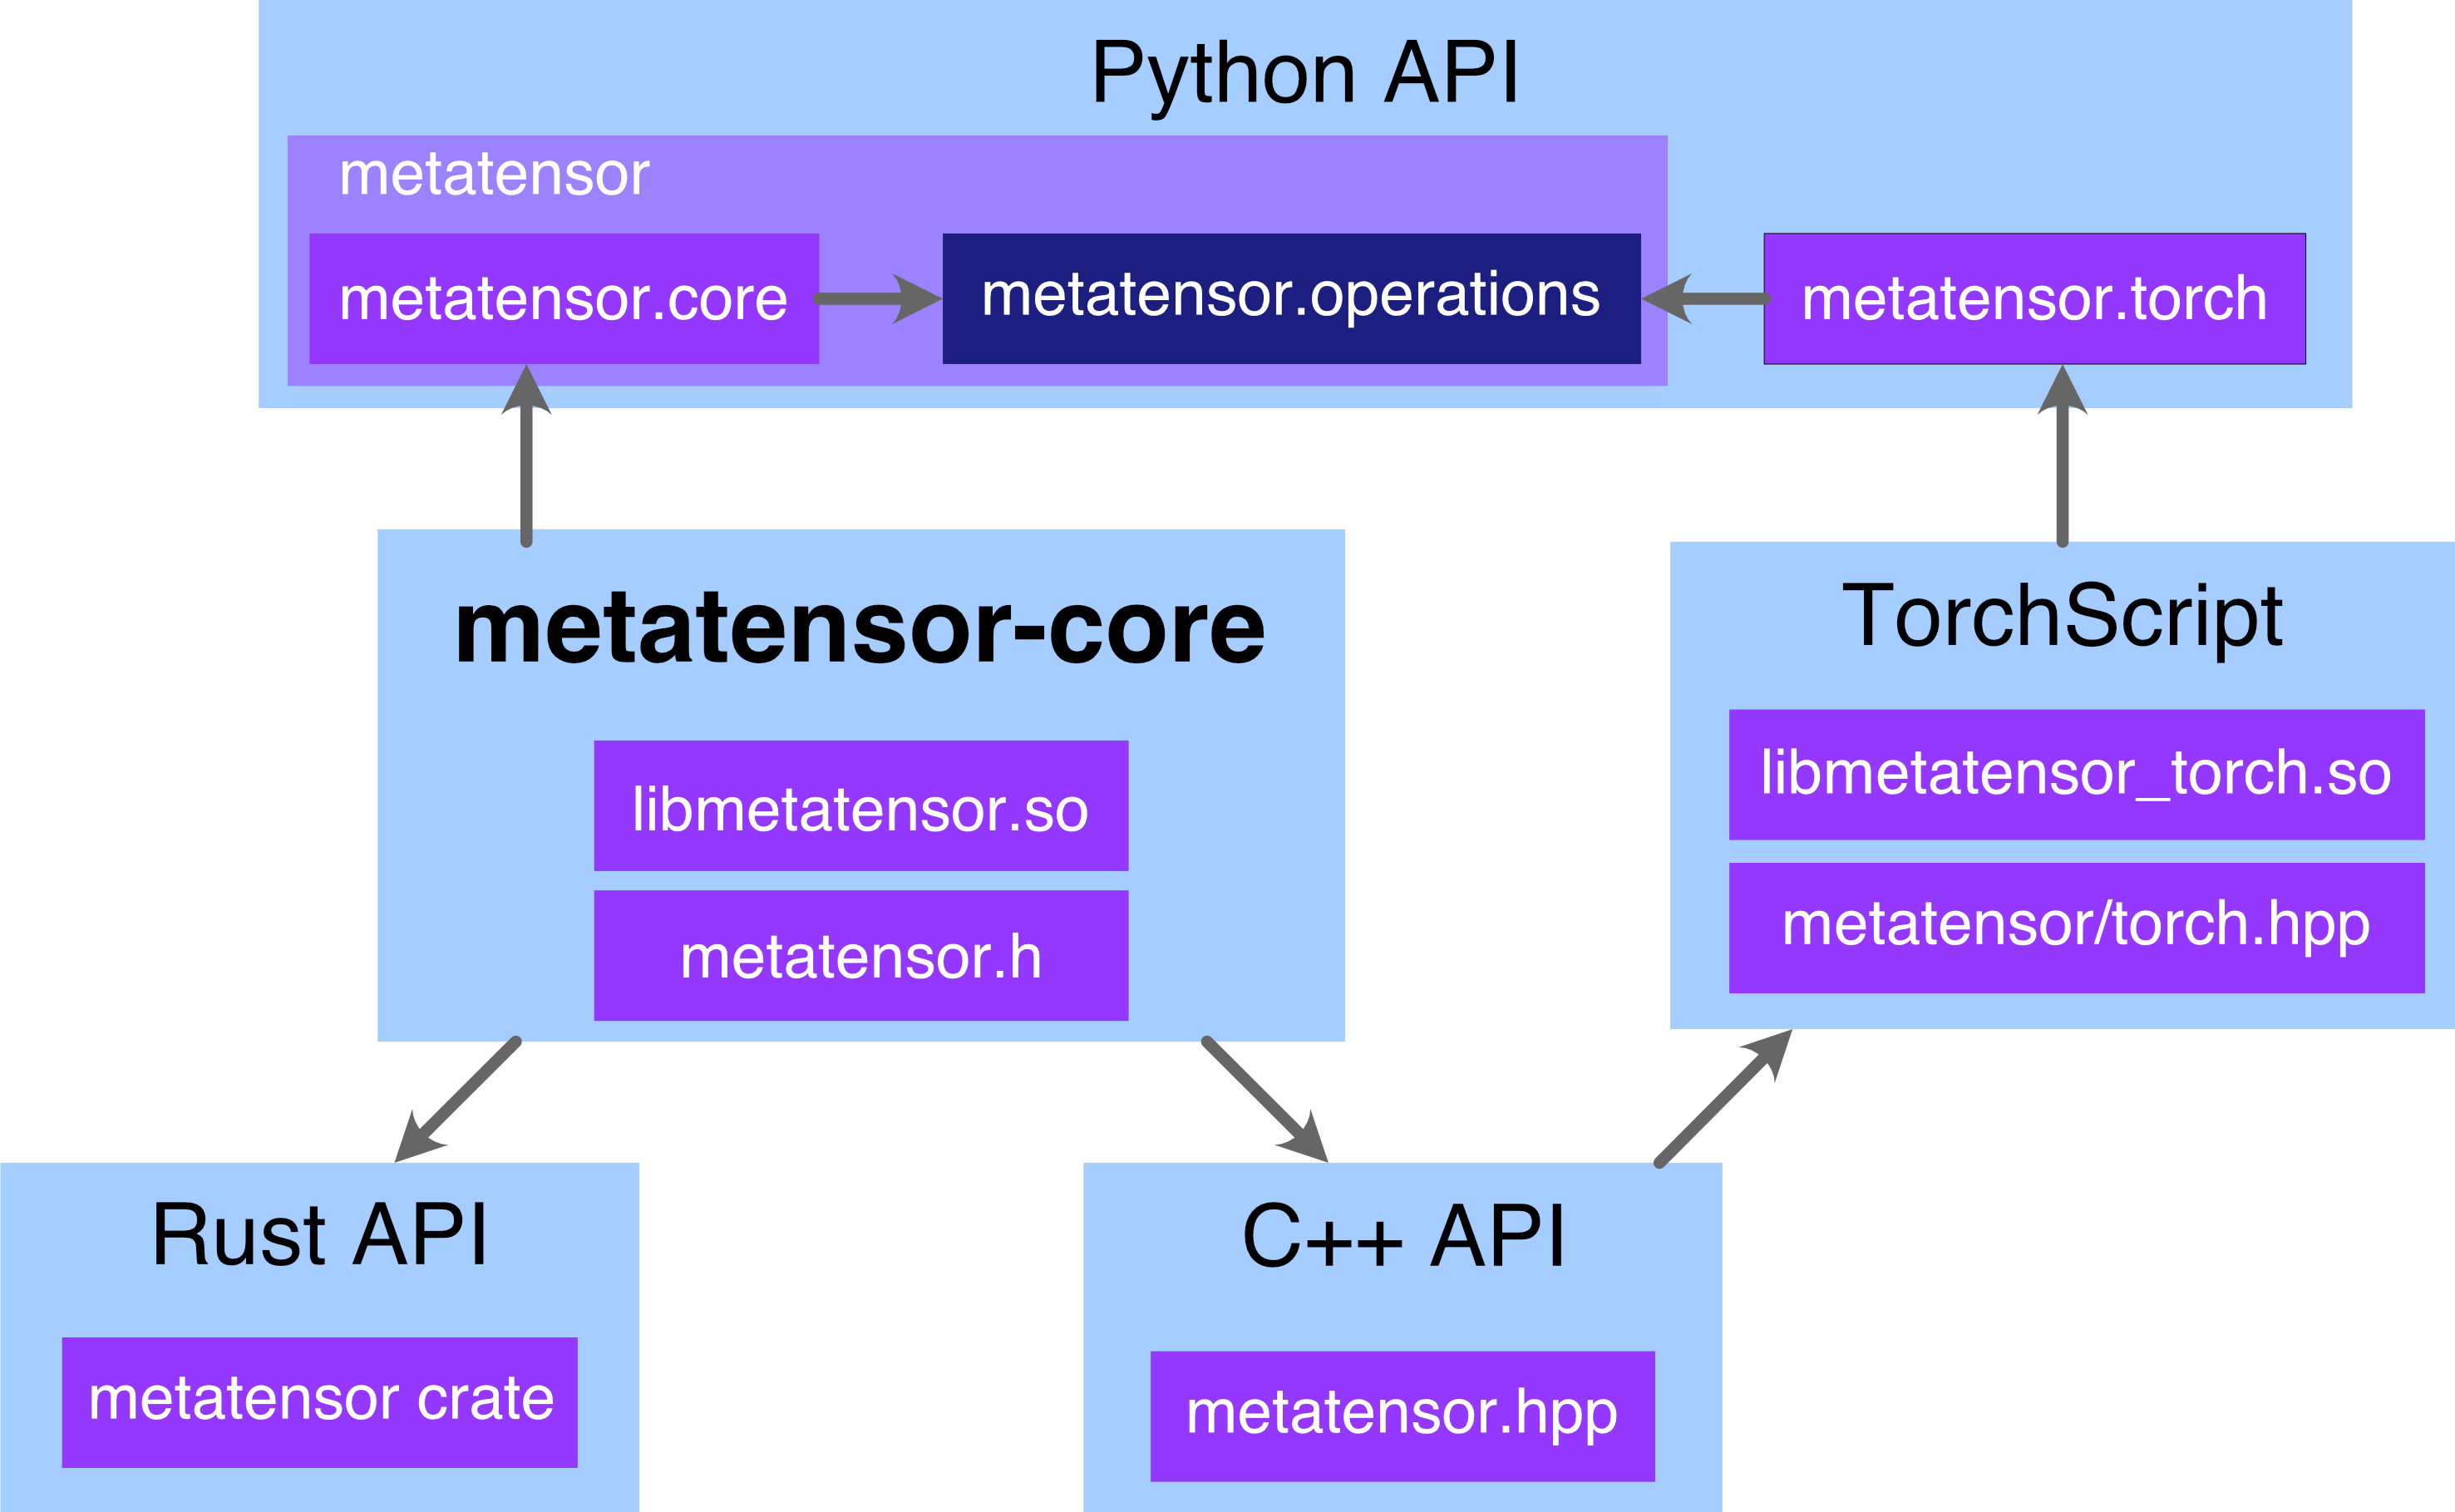 Python API
metatensor
metatensor.core
metatensor.operations
metatensor.torch
metatensor-core
libmetatensor.so
metatensor.h
TorchScript
libmetatensor_torch.so
metatensor/torch.hpp
Rust API
metatensor crate
C++ API
metatensor.hpp